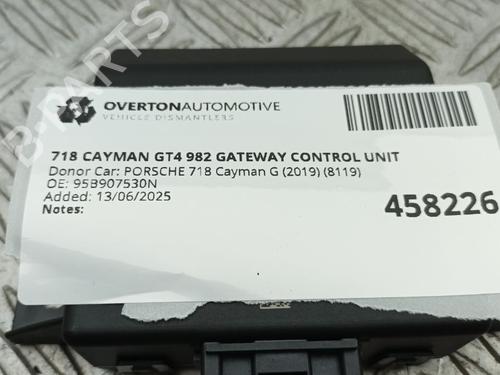 B-PARTS
OVERTONAUTOMOTIVE
VEHICLE DISMANTLERS
718 CAYMAN GT4 982 GATEWAY CONTROL UNIT
Donor Car: PORSCHE 718 Cayman G (2019) (8119)
OE: 95B907530N
Added: 13/06/2025
Notes:
458226